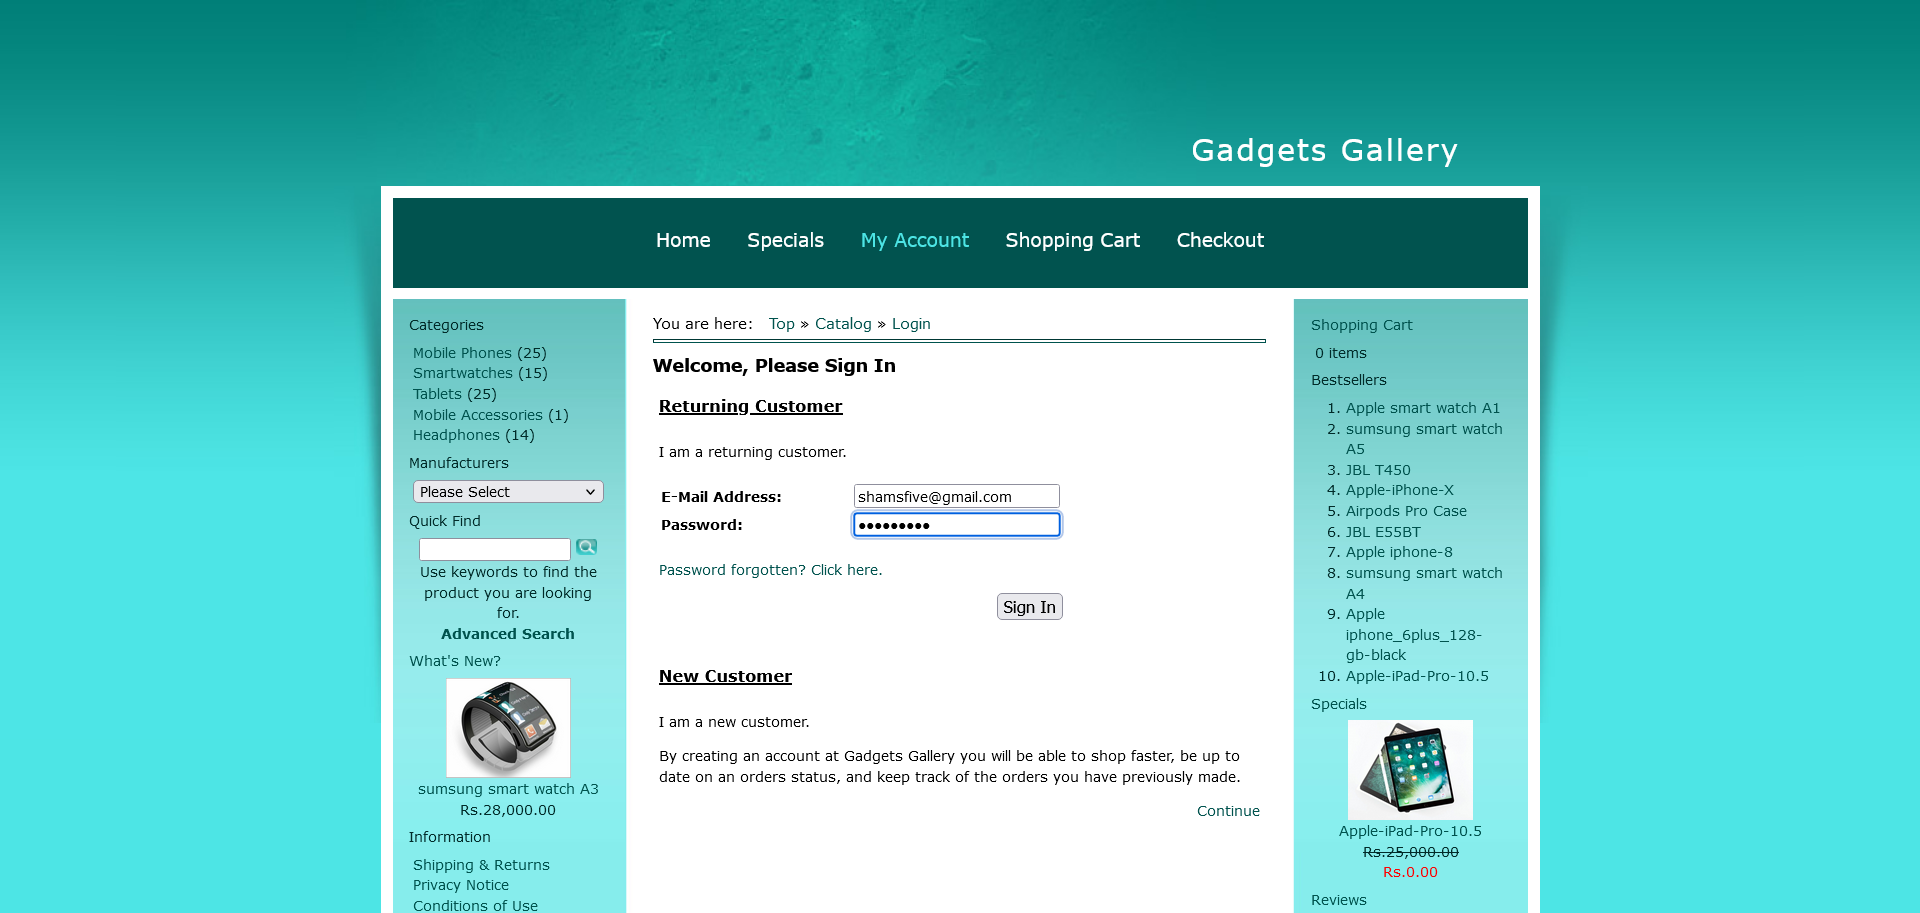 Gadgets Gallery
Home Specials My Account Shopping Cart Checkout
Categories
Mobile Phones (25)
Smartwatches (15)
Tablets (25)
Mobile Accessories (1)
Headphones (14)
Manufacturers
Please Select
Quick Find
Use keywords to find the
product you are looking
for.
Advanced Search
What's New?
sumsung smart watch A3
Rs.28,000.00
Information
Shipping & Returns
Privacy Notice
Conditions of Use
You are here: Top » Catalog » Login
Welcome, Please Sign In
Returning Customer
I am a returning customer.
E-Mail Address: shamsfive@gmail.com
Password: •••••••••
Password forgotten? Click here.
Sign In
New Customer
I am a new customer.
By creating an account at Gadgets Gallery you will be able to shop faster, be up to
date on an orders status, and keep track of the orders you have previously made.
Continue
Shopping Cart
0 items
Bestsellers
1. Apple smart watch A1
2. sumsung smart watch
A5
3. JBL T450
4. Apple-iPhone-X
5. Airpods Pro Case
6. JBL E55BT
7. Apple iphone-8
8. sumsung smart watch
A4
9. Apple
iphone_6plus_128-
gb-black
10. Apple-iPad-Pro-10.5
Specials
Apple-iPad-Pro-10.5
Rs.25,000.00
Rs.0.00
Reviews